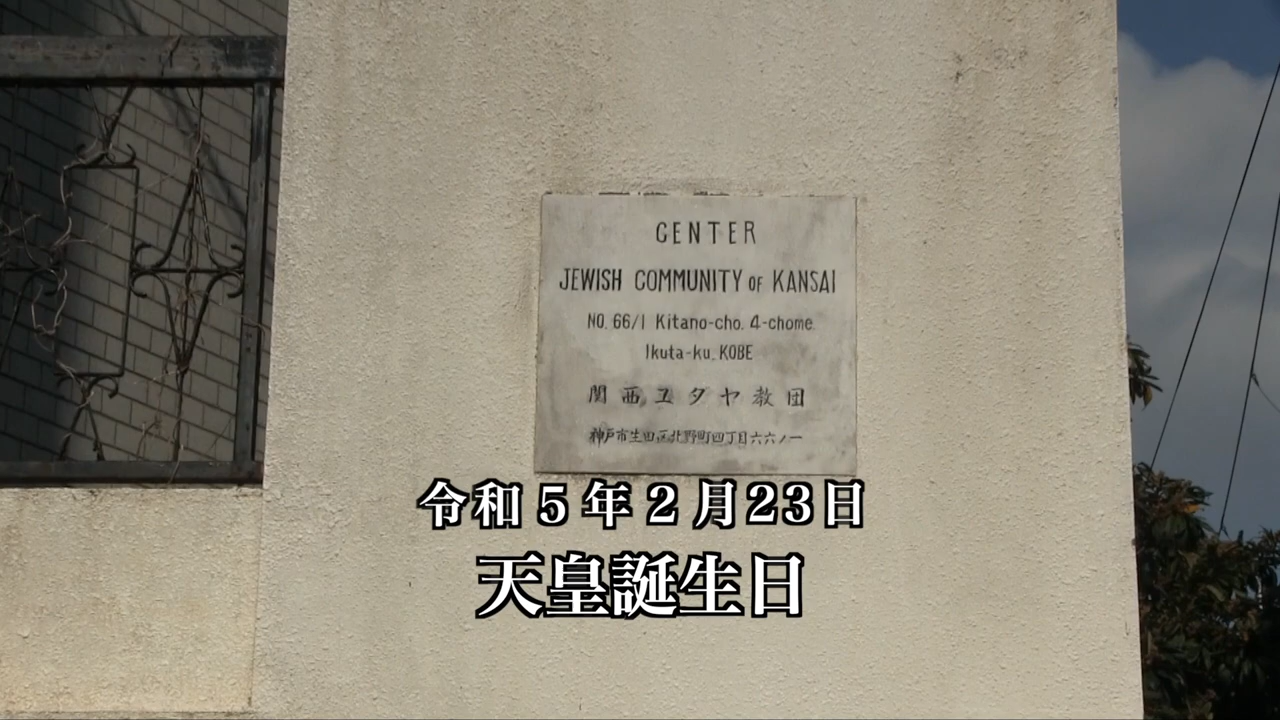 CENTER
JEWISH COMMUNITY OF KANSAI
NO. 66/1 Kitano-cho. 4-chome.
Ikuta-ku. KOBE
関西ユダヤ教団
神戸市生田区北野町四丁目六六ノ一
令和5年2月23日
天皇誕生日